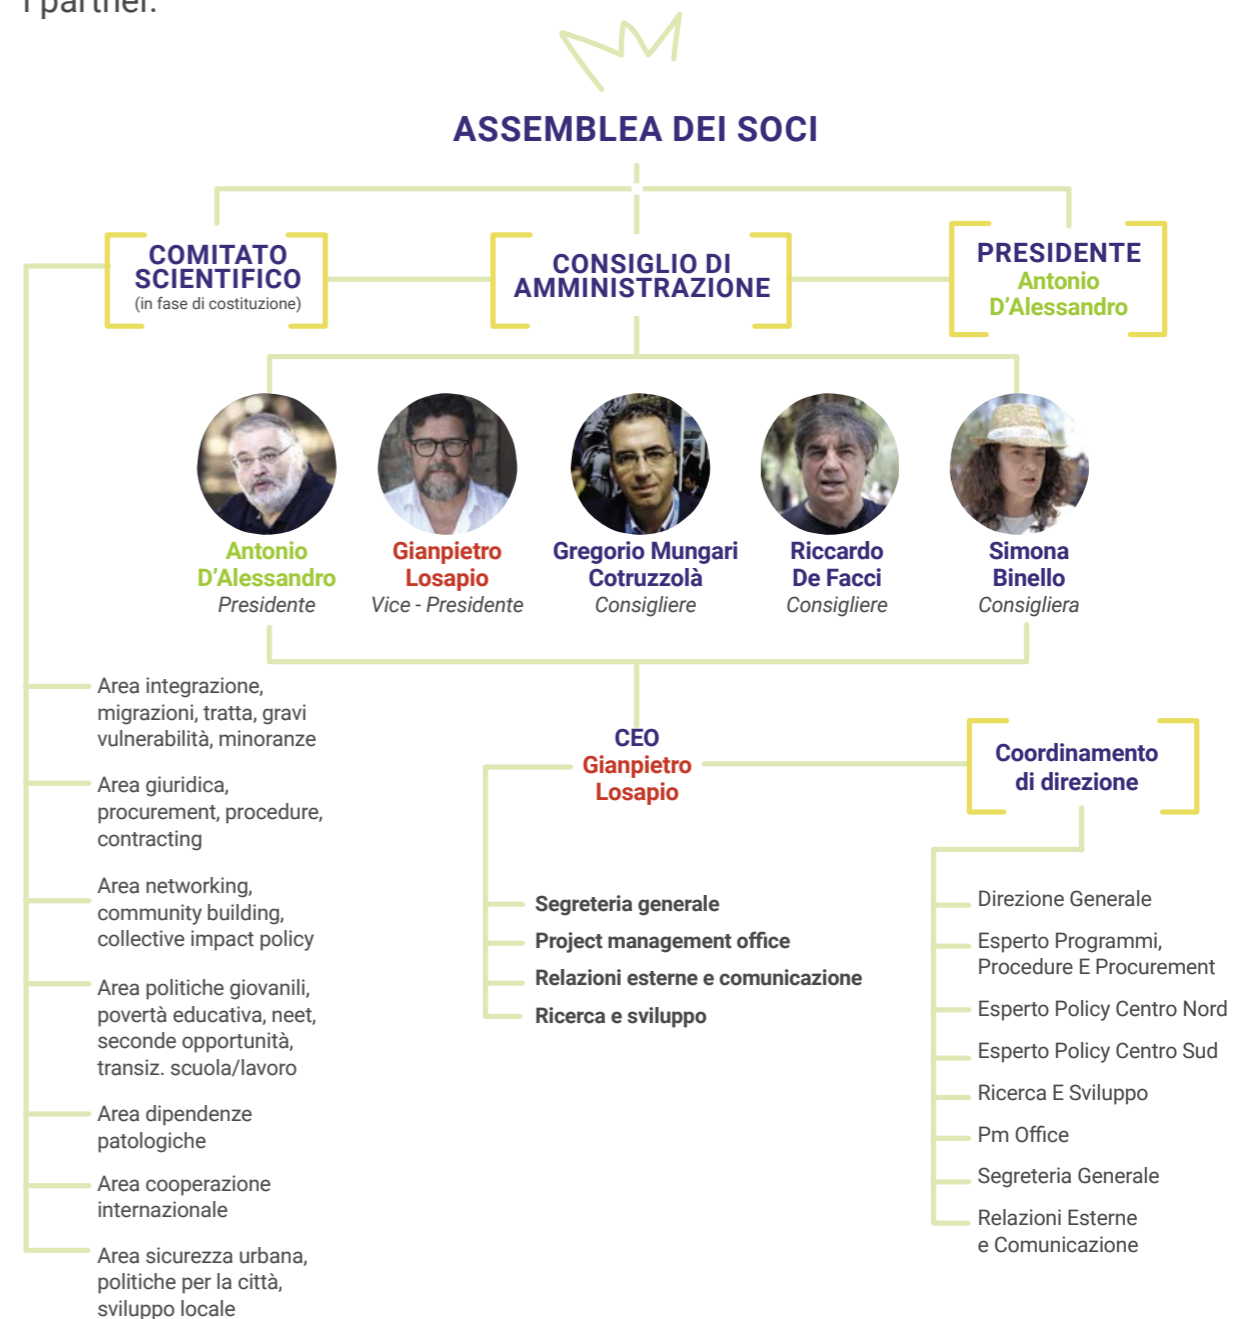 i partner.
ASSEMBLEA DEI SOCI
COMITATO
SCIENTIFICO
(in fase di costituzione)
CONSIGLIO DI
AMMINISTRAZIONE
PRESIDENTE
Antonio
D'Alessandro
Antonio
D'Alessandro
Presidente
Gianpietro
Losapio
Vice - Presidente
Gregorio Mungari
Cotruzzolà
Consigliere
Riccardo
De Facci
Consigliere
Simona
Binello
Consigliera
Area integrazione,
migrazioni, tratta, gravi
vulnerabilità, minoranze
Area giuridica,
procurement, procedure,
contracting
Area networking,
community building,
collective impact policy
Area politiche giovanili,
povertà educativa, neet,
seconde opportunità,
transiz. scuola/lavoro
Area dipendenze
patologiche
Area cooperazione
internazionale
Area sicurezza urbana,
politiche per la città,
sviluppo locale
CEO
Gianpietro
Losapio
Segreteria generale
Project management office
Relazioni esterne e comunicazione
Ricerca e sviluppo
Coordinamento
di direzione
Direzione Generale
Esperto Programmi,
Procedure E Procurement
Esperto Policy Centro Nord
Esperto Policy Centro Sud
Ricerca E Sviluppo
Pm Office
Segreteria Generale
Relazioni Esterne
e Comunicazione